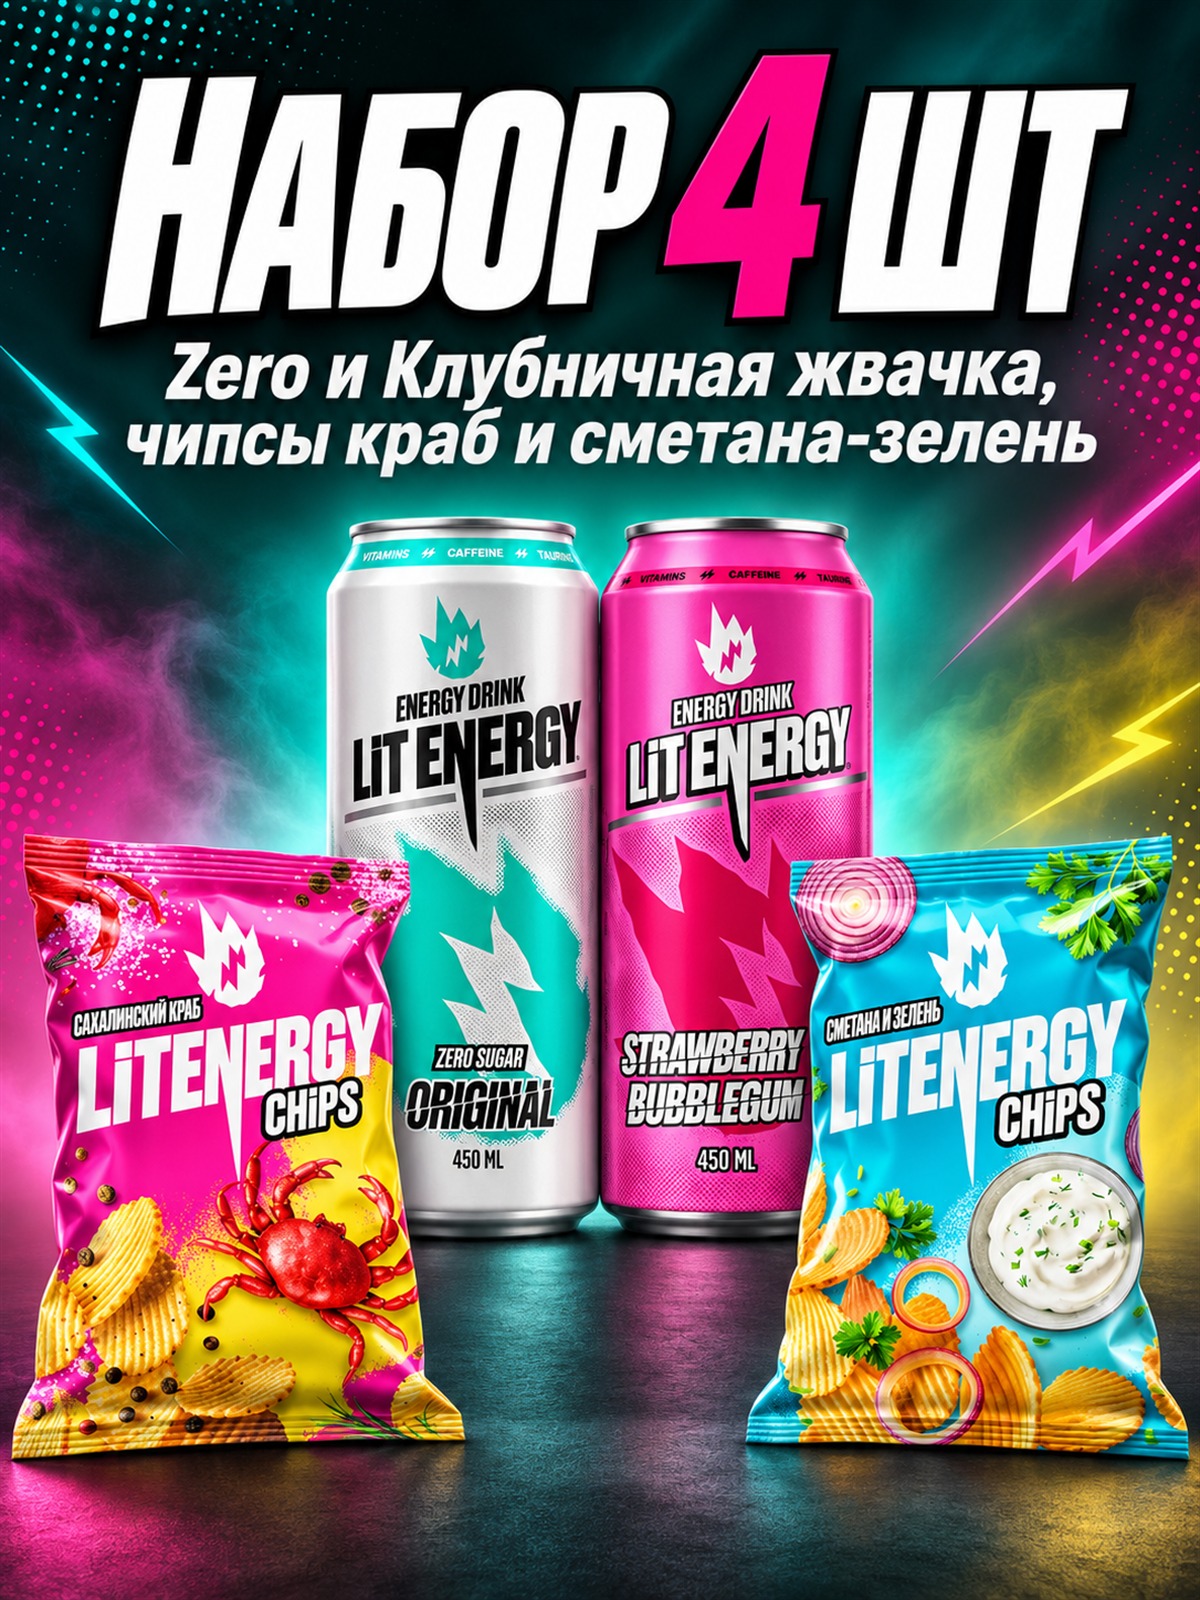 НАБОР 4 ШТ
Zero и Клубничная жвачка,
чипсы краб и сметана-зелень
VITAMINS CAFFEINE TAURINE
ENERGY DRINK
LiT ENERGY
ZERO SUGAR
ORIGINAL
450 ML
VITAMINS CAFFEINE TAURINE
ENERGY DRINK
LiT ENERGY
STRAWBERRY
BUBBLEGUM
450 ML
САХАЛИНСКИЙ КРАБ
LiTENERGY
CHiPS
СМЕТАНА И ЗЕЛЕНЬ
LiTENERGY
CHiPS